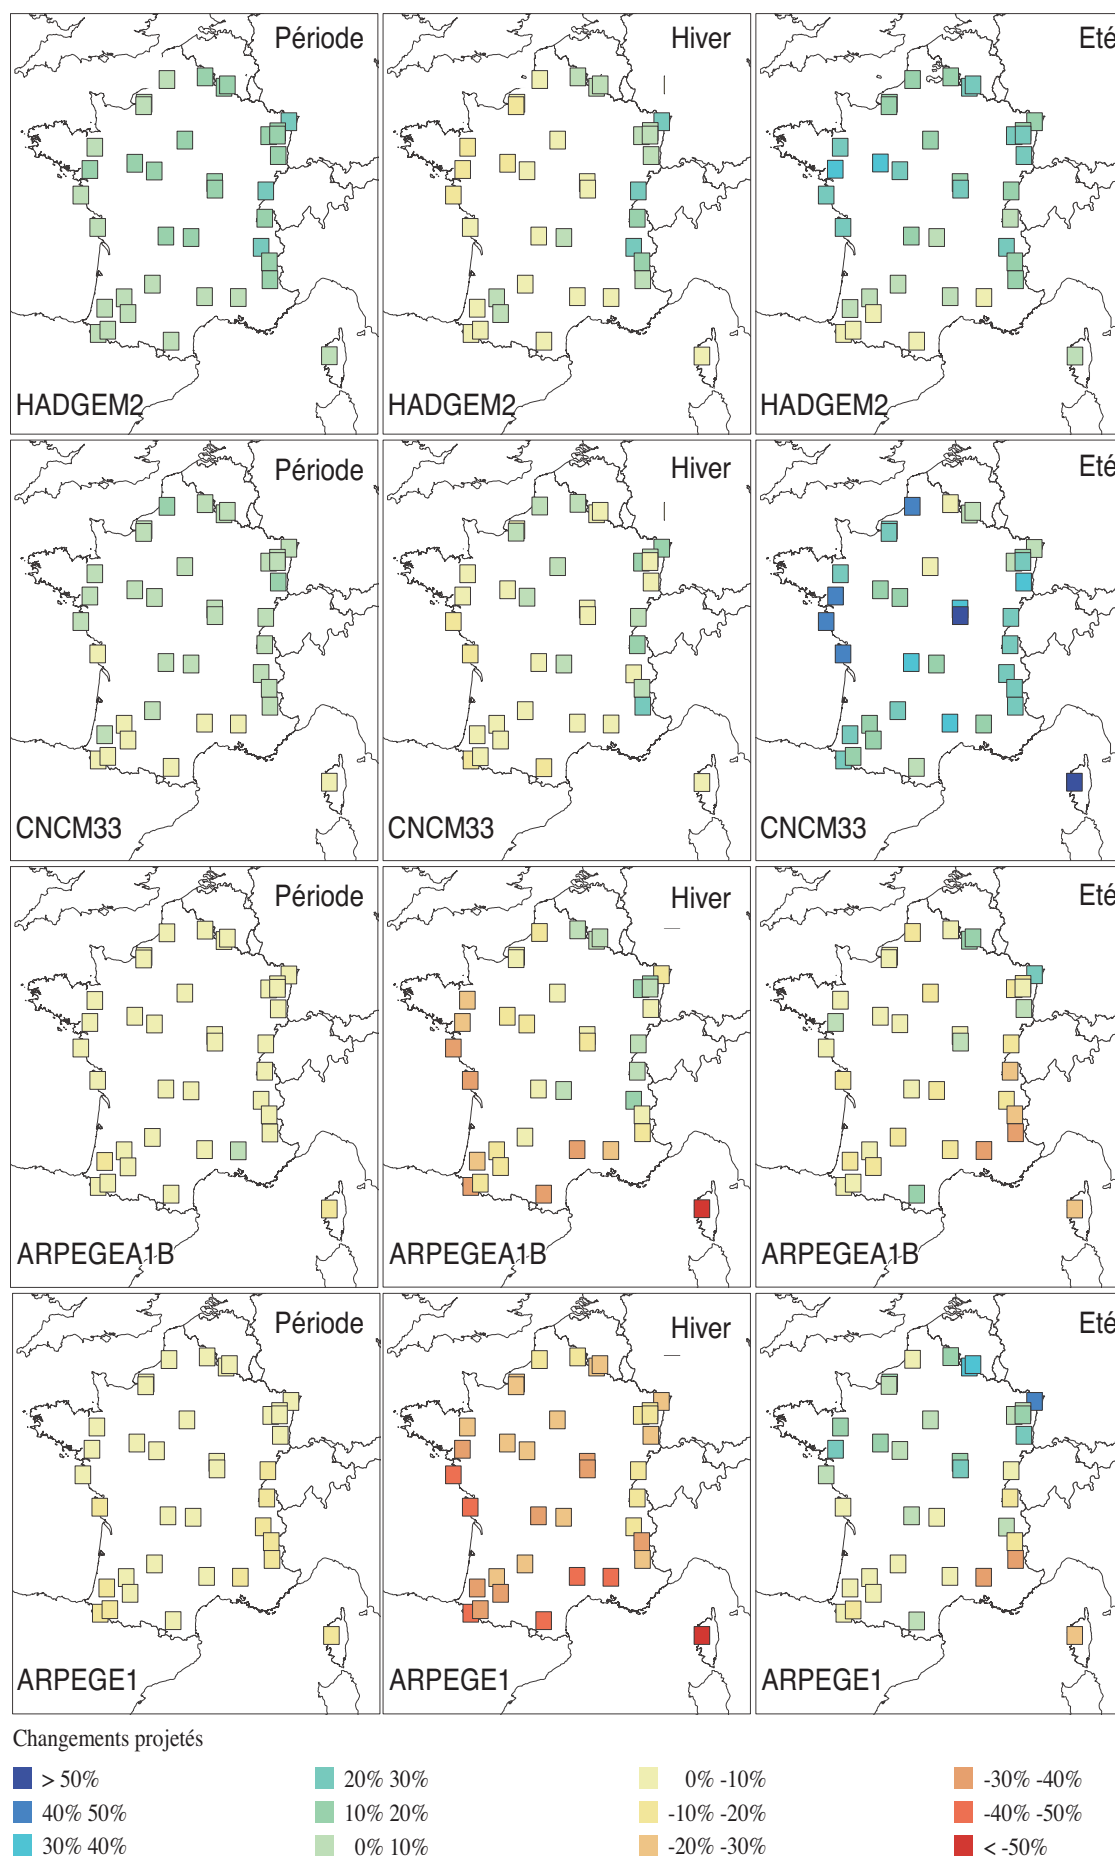 Période
Hiver
Eté
HADGEM2
HADGEM2
HADGEM2
Période
Hiver
Eté
CNCM33
CNCM33
CNCM33
Période
Hiver
Eté
ARPEGEA1B
ARPEGEA1B
ARPEGEA1B
Période
Hiver
Eté
ARPEGE1
ARPEGE1
ARPEGE1
Changements projetés
> 50%
20% 30%
0% -10%
-30% -40%
40% 50%
10% 20%
-10% -20%
-40% -50%
30% 40%
0% 10%
-20% -30%
< -50%